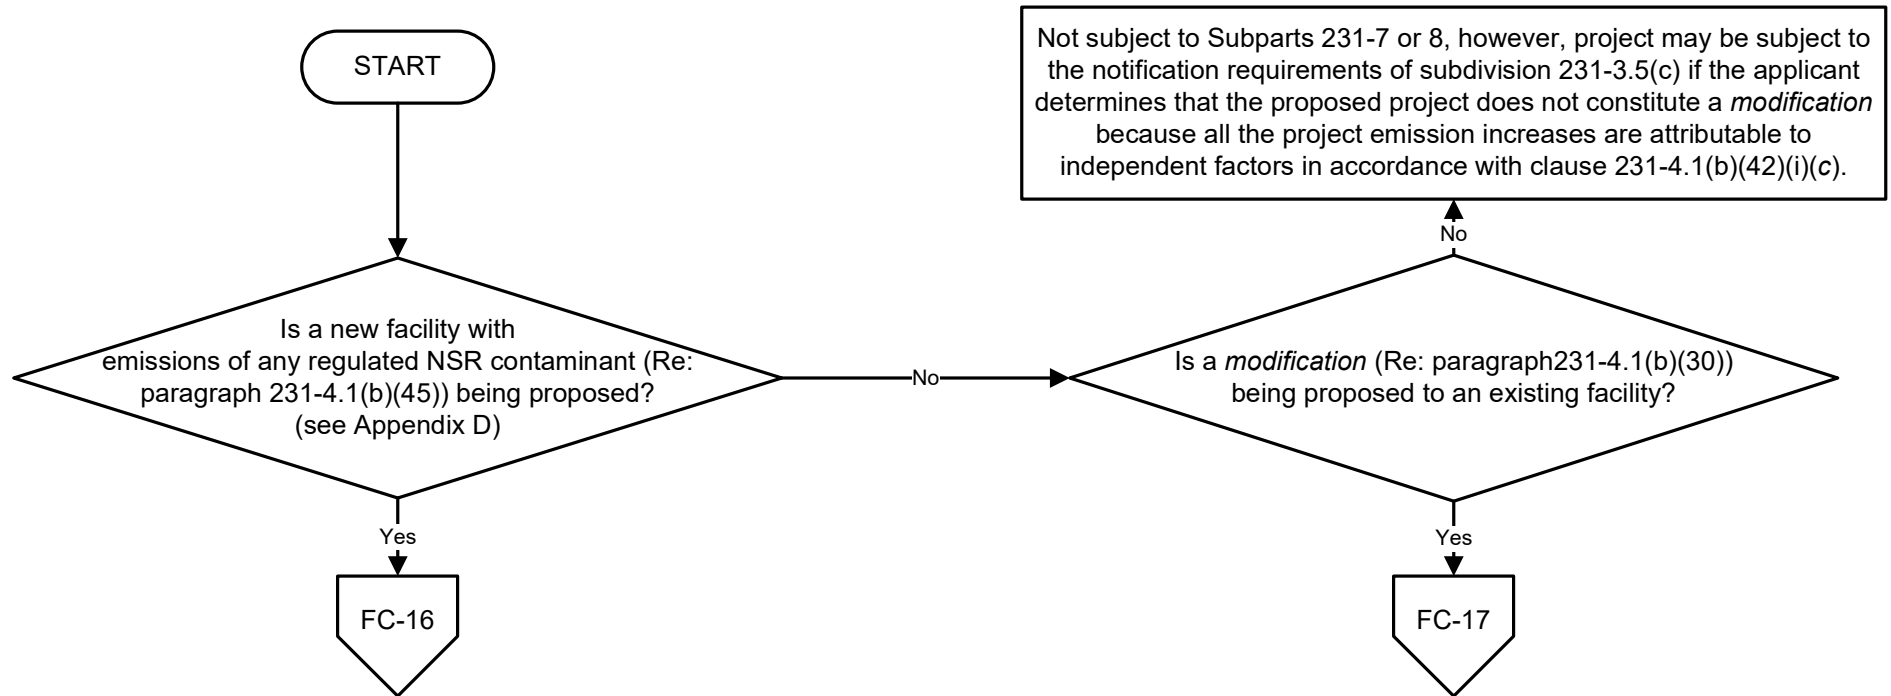 START
Is a new facility with
emissions of any regulated NSR contaminant (Re:
paragraph 231-4.1(b)(45)) being proposed?
(see Appendix D)
Yes
FC-16
No
Is a modification (Re: paragraph231-4.1(b)(30))
being proposed to an existing facility?
No
Not subject to Subparts 231-7 or 8, however, project may be subject to
the notification requirements of subdivision 231-3.5(c) if the applicant
determines that the proposed project does not constitute a modification
because all the project emission increases are attributable to
independent factors in accordance with clause 231-4.1(b)(42)(i)(c).
Yes
FC-17